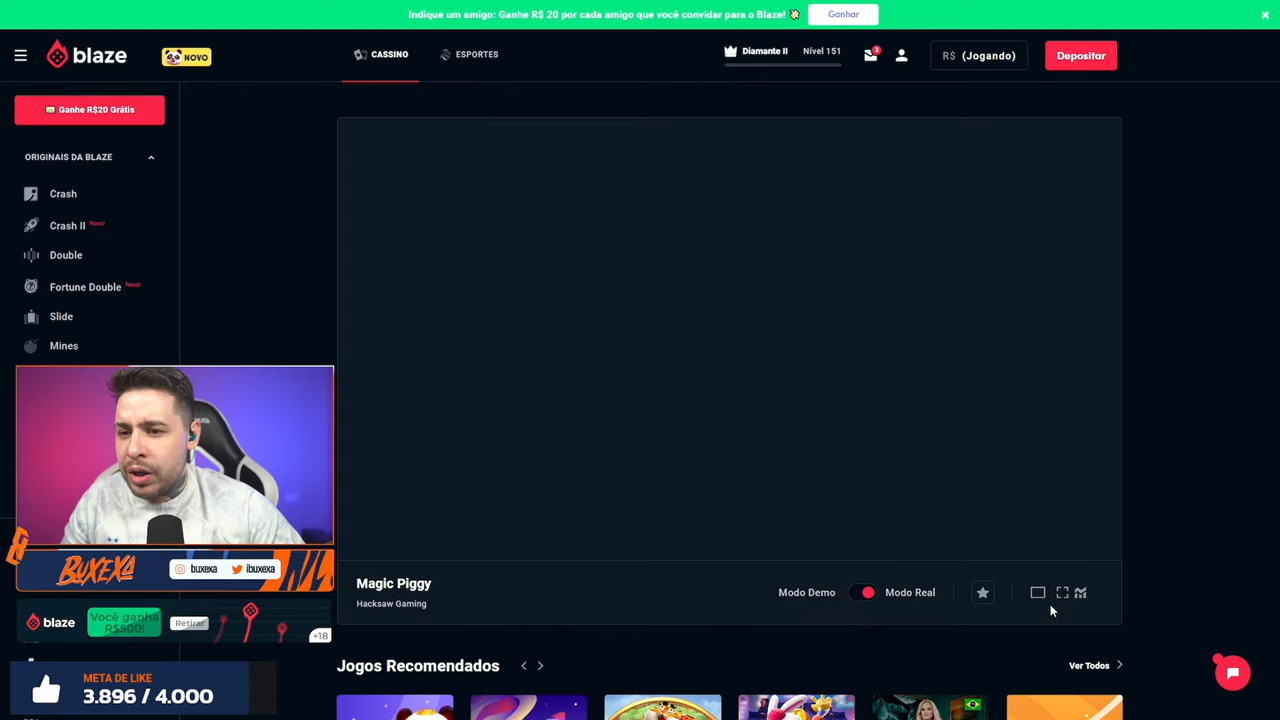 Indique um amigo: Ganhe R$ 20 por cada amigo que você convidar para o Blaze!
Ganhar
blaze
NOVO
CASSINO
ESPORTES
Diamante II
Nível 151
3
R$ (Jogando)
Depositar
Ganhe R$20 Grátis
ORIGINAIS DA BLAZE
Crash
Crash II Novo!
Double
Fortune Double Novo!
Slide
Mines
BUXEXA
buxexa
ibuxexa
blaze
Você ganha
R$500!
Retirar
+18
META DE LIKE
3.896 / 4.000
Magic Piggy
Hacksaw Gaming
Modo Demo
Modo Real
Jogos Recomendados
Ver Todos